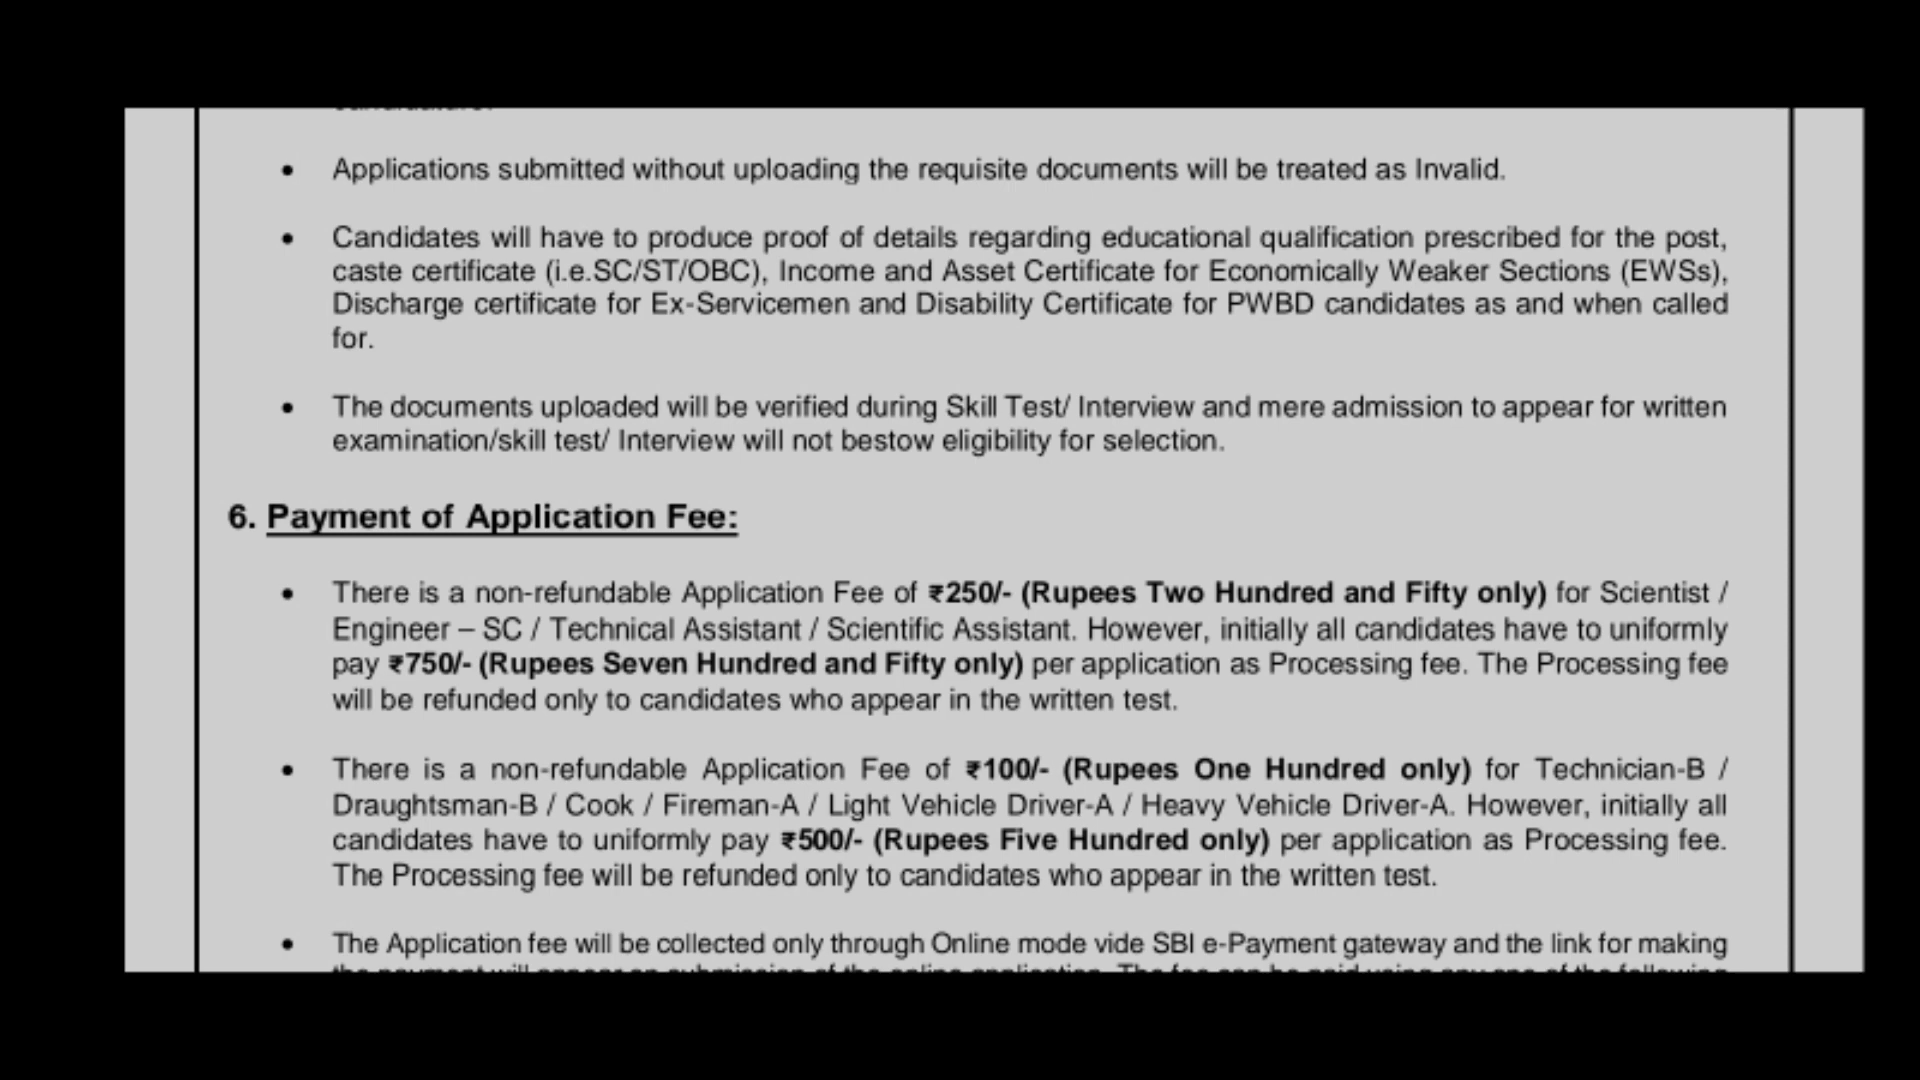 • Applications submitted without uploading the requisite documents will be treated as Invalid.
• Candidates will have to produce proof of details regarding educational qualification prescribed for the post,
caste certificate (i.e.SC/ST/OBC), Income and Asset Certificate for Economically Weaker Sections (EWSs),
Discharge certificate for Ex-Servicemen and Disability Certificate for PWBD candidates as and when called
for.
• The documents uploaded will be verified during Skill Test/ Interview and mere admission to appear for written
examination/skill test/ Interview will not bestow eligibility for selection.
6. Payment of Application Fee:
• There is a non-refundable Application Fee of ₹250/- (Rupees Two Hundred and Fifty only) for Scientist /
Engineer – SC / Technical Assistant / Scientific Assistant. However, initially all candidates have to uniformly
pay ₹750/- (Rupees Seven Hundred and Fifty only) per application as Processing fee. The Processing fee
will be refunded only to candidates who appear in the written test.
• There is a non-refundable Application Fee of ₹100/- (Rupees One Hundred only) for Technician-B /
Draughtsman-B / Cook / Fireman-A / Light Vehicle Driver-A / Heavy Vehicle Driver-A. However, initially all
candidates have to uniformly pay ₹500/- (Rupees Five Hundred only) per application as Processing fee.
The Processing fee will be refunded only to candidates who appear in the written test.
• The Application fee will be collected only through Online mode vide SBI e-Payment gateway and the link for making